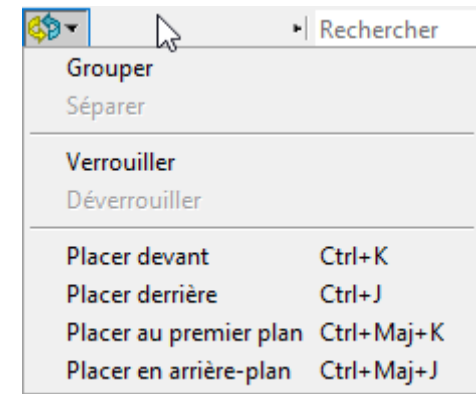 Rechercher
Grouper
Séparer
Verrouiller
Déverrouiller
Placer devant Ctrl+K
Placer derrière Ctrl+J
Placer au premier plan Ctrl+Maj+K
Placer en arrière-plan Ctrl+Maj+J